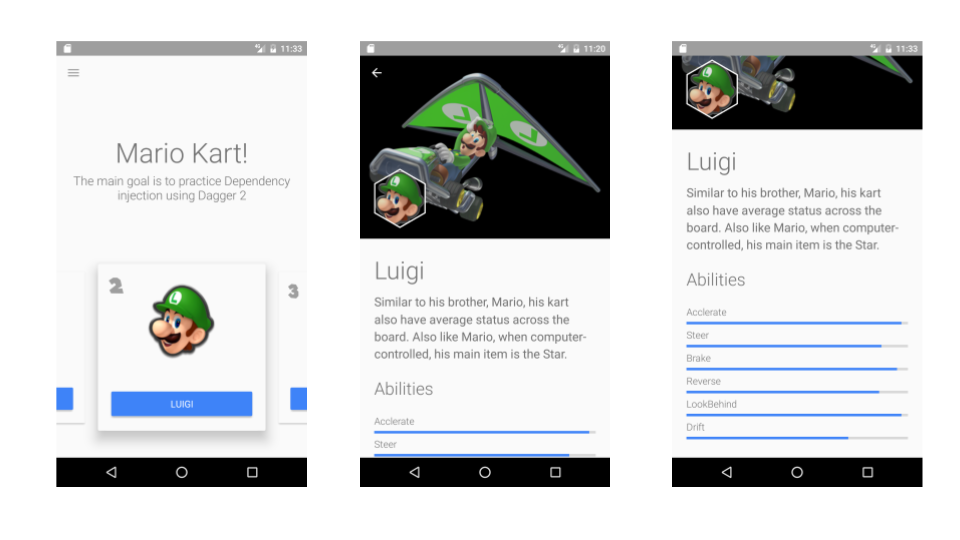 11:33
Mario Kart!
The main goal is to practice Dependency
injection using Dagger 2
2
3
L
LUIGI
11:20
L
L
Luigi
Similar to his brother, Mario, his kart
also have average status across the
board. Also like Mario, when computer-
controlled, his main item is the Star.
Abilities
Acclerate
Steer
11:33
L
Luigi
Similar to his brother, Mario, his kart
also have average status across the
board. Also like Mario, when computer-
controlled, his main item is the Star.
Abilities
Acclerate
Steer
Brake
Reverse
LookBehind
Drift